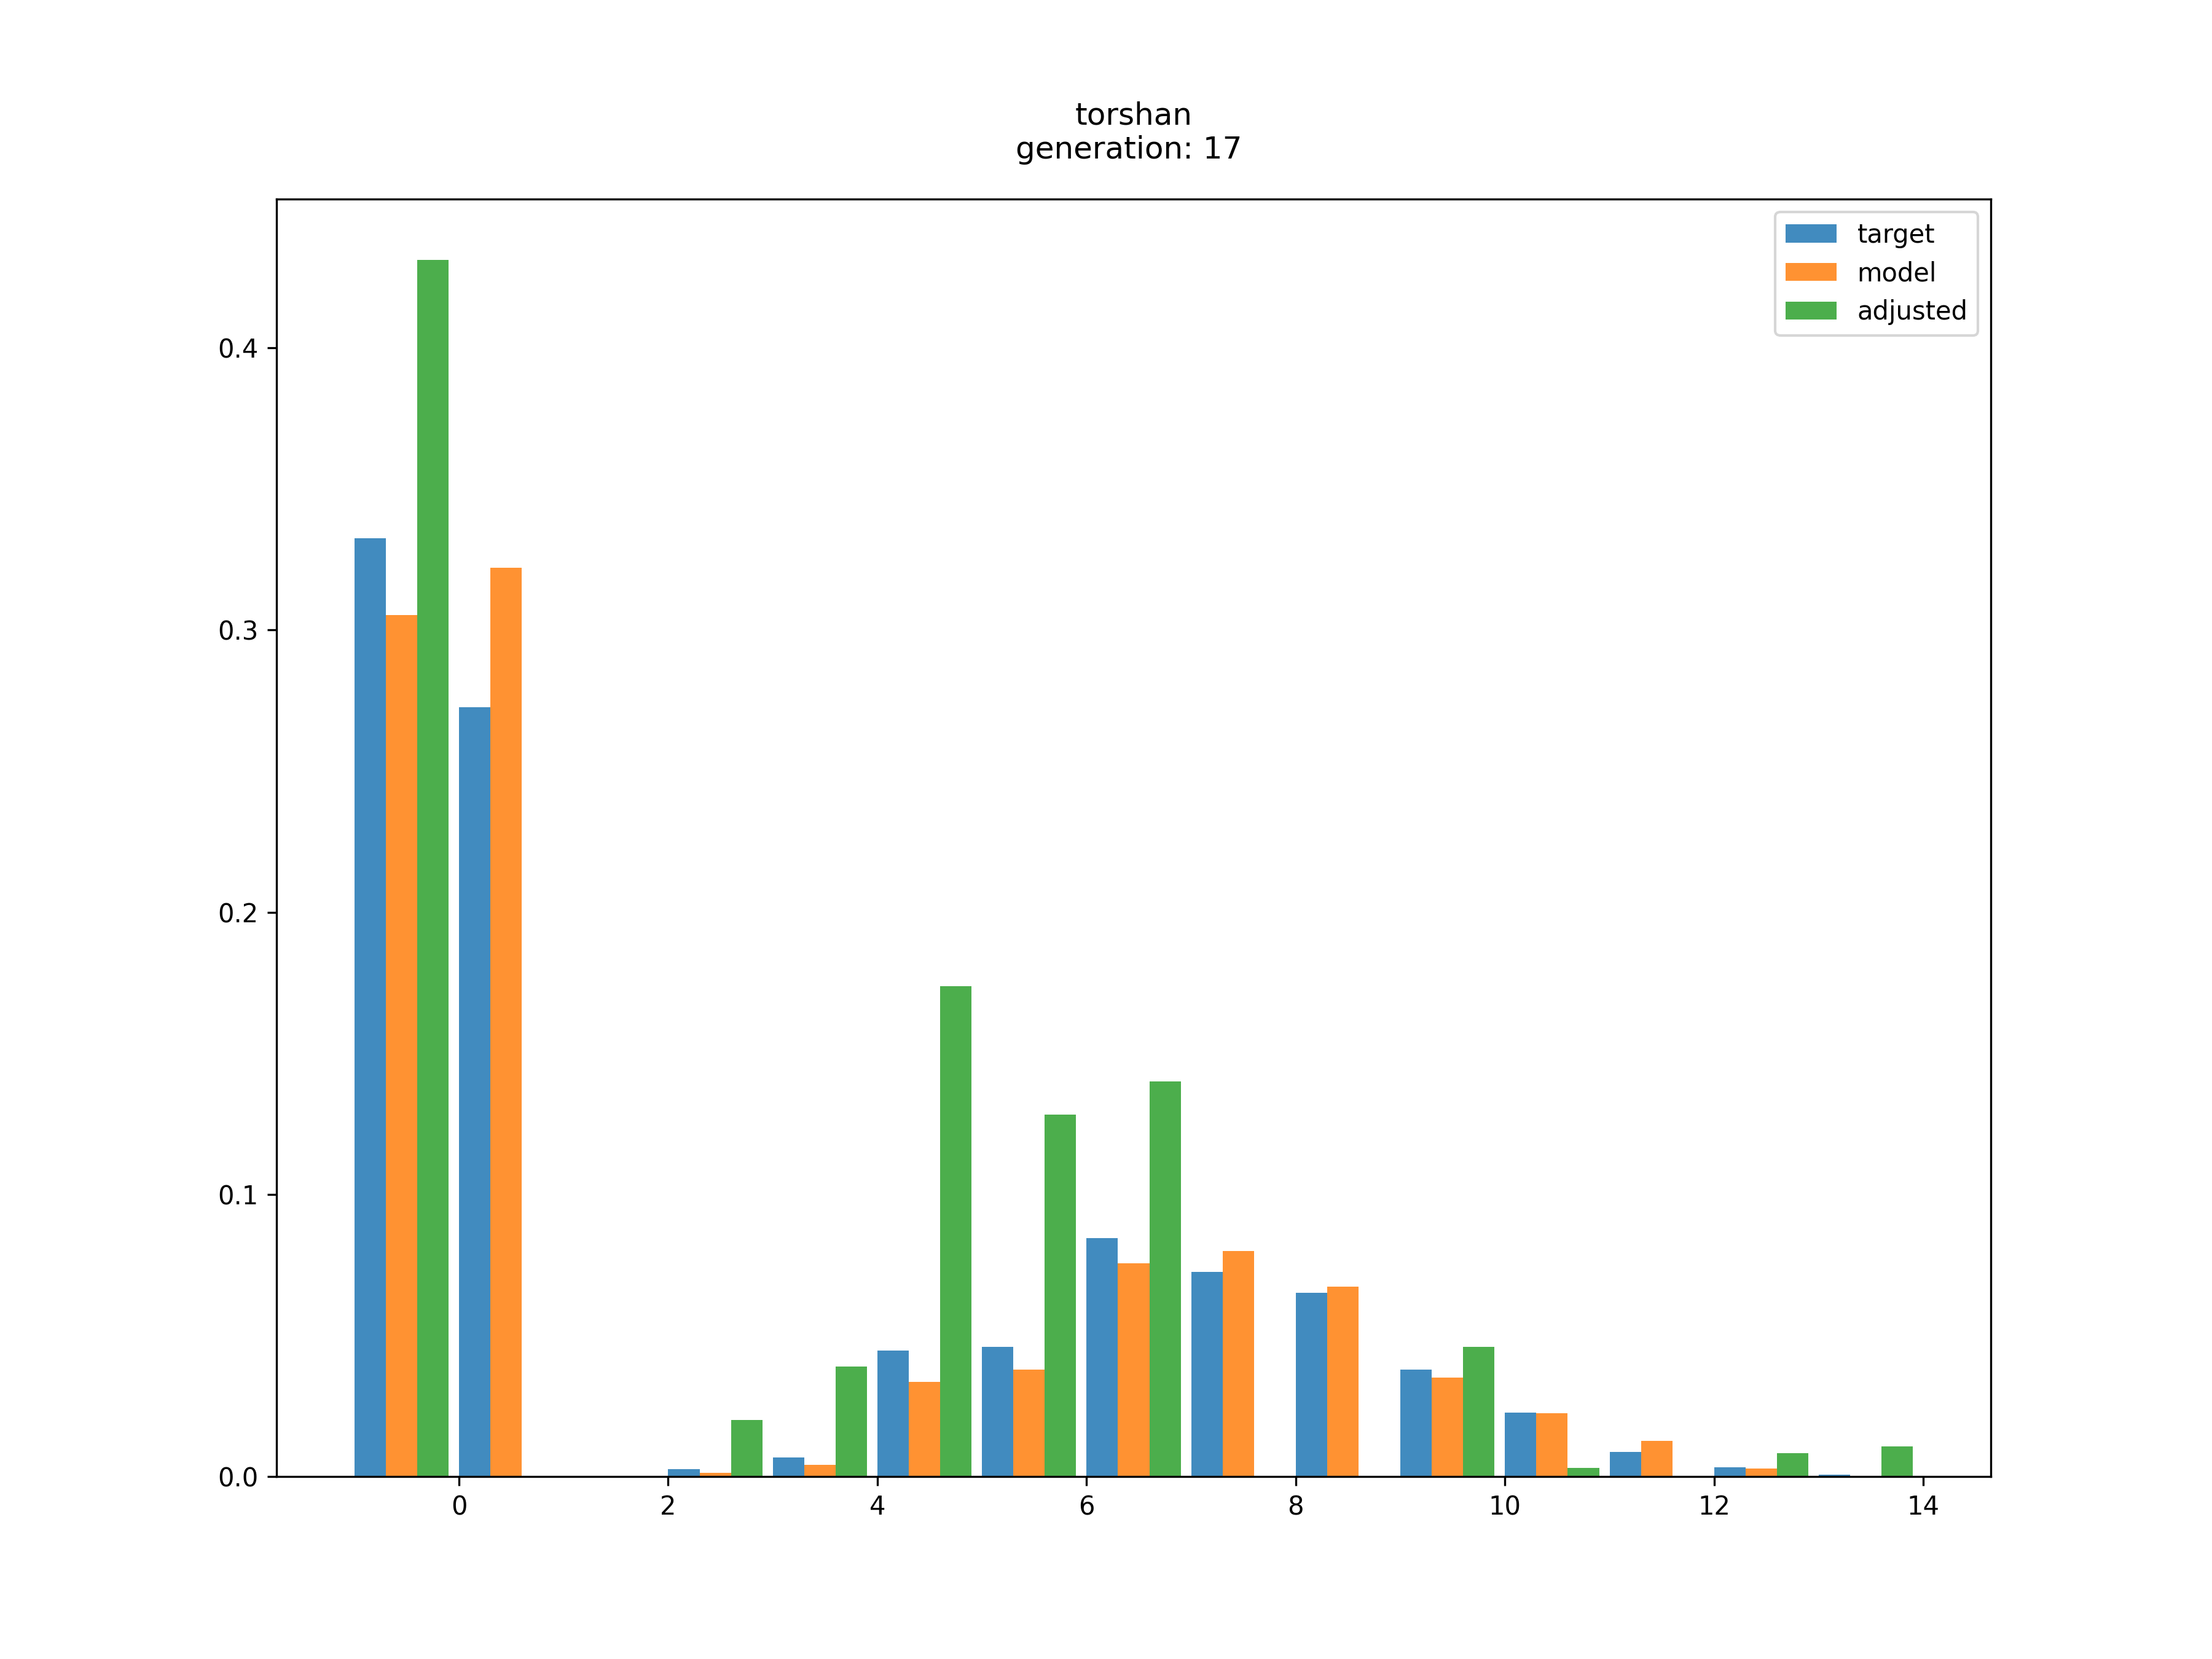 torshan
generation: 17
target
model
adjusted
0.4
0.3
0.2
0.1
0.0
0 2 4 6 8 10 12 14